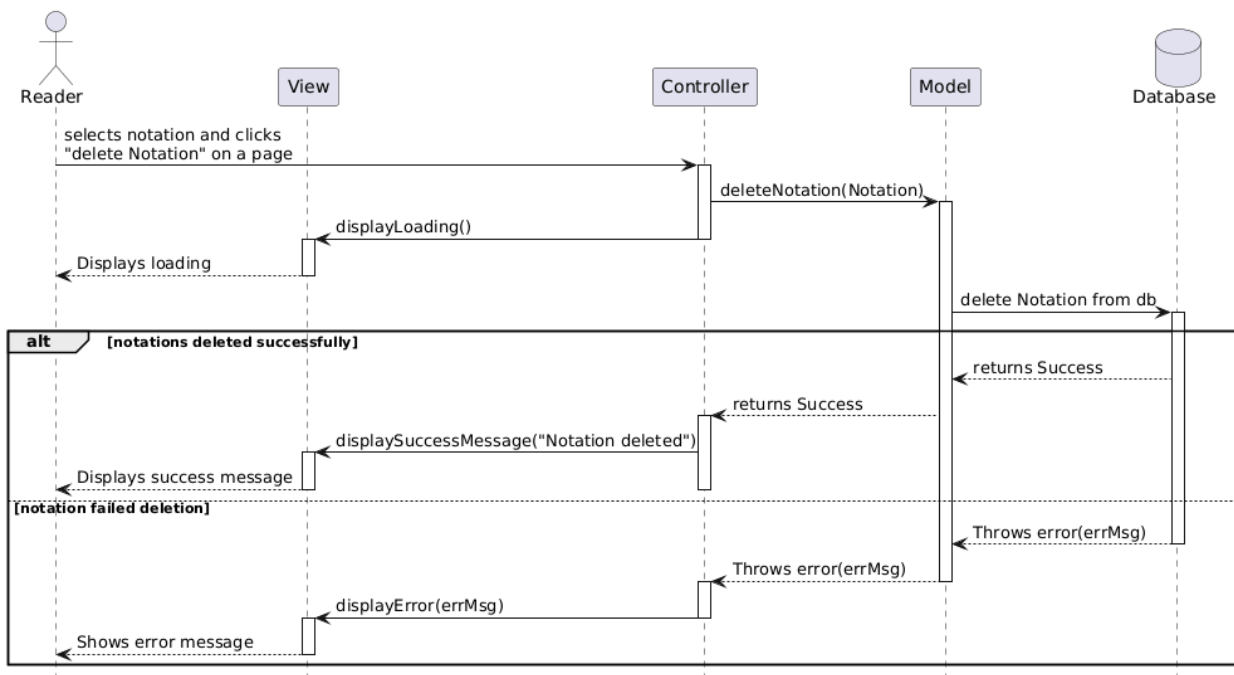 Reader
View
Controller
Model
Database
selects notation and clicks
"delete Notation" on a page
deleteNotation(Notation)
displayLoading()
Displays loading
delete Notation from db
alt
[notations deleted successfully]
returns Success
returns Success
displaySuccessMessage("Notation deleted")
Displays success message
[notation failed deletion]
Throws error(errMsg)
Throws error(errMsg)
displayError(errMsg)
Shows error message